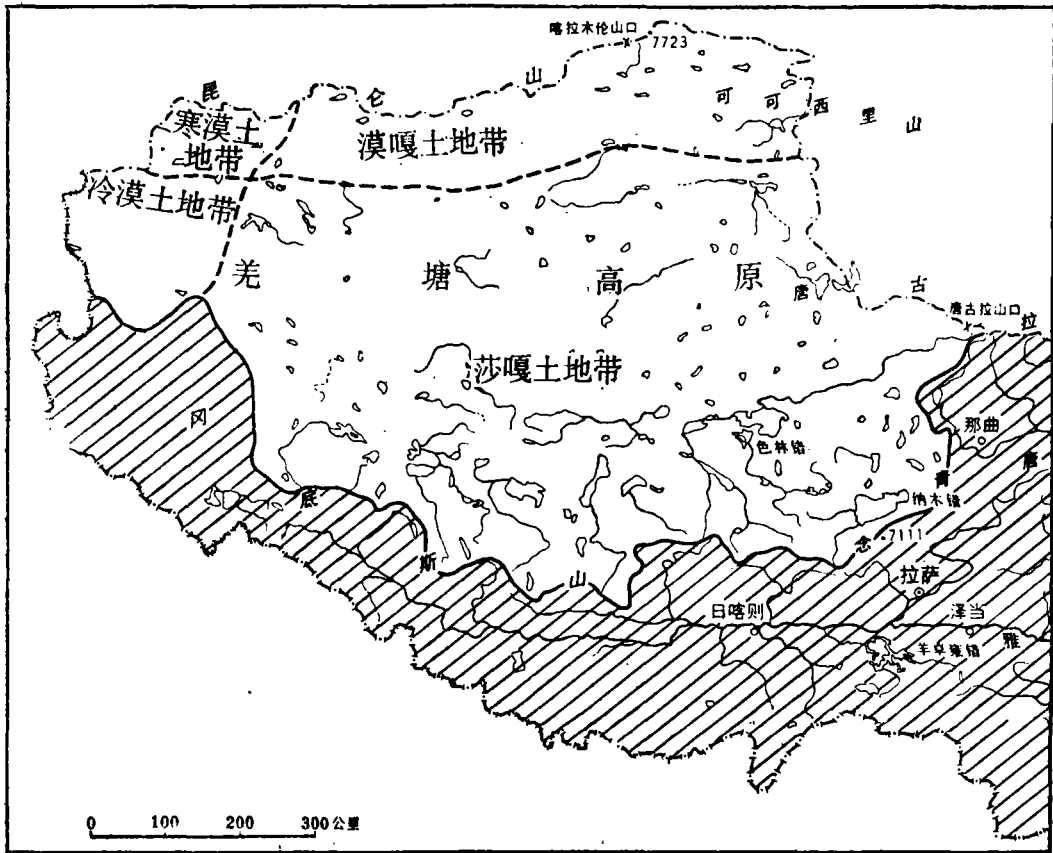 喀拉木伦山口
7723
昆仑山
可可西里山
寒漠土
地带
漠嘎土地带
冷漠土地带
羌塘高原
唐古拉
唐古拉山口
莎嘎土地带
冈底斯山
那曲
色林错
唐
青
纳木错
念
7111
拉萨
日喀则
泽当
雅
羊卓雍错
0 100 200 300公里